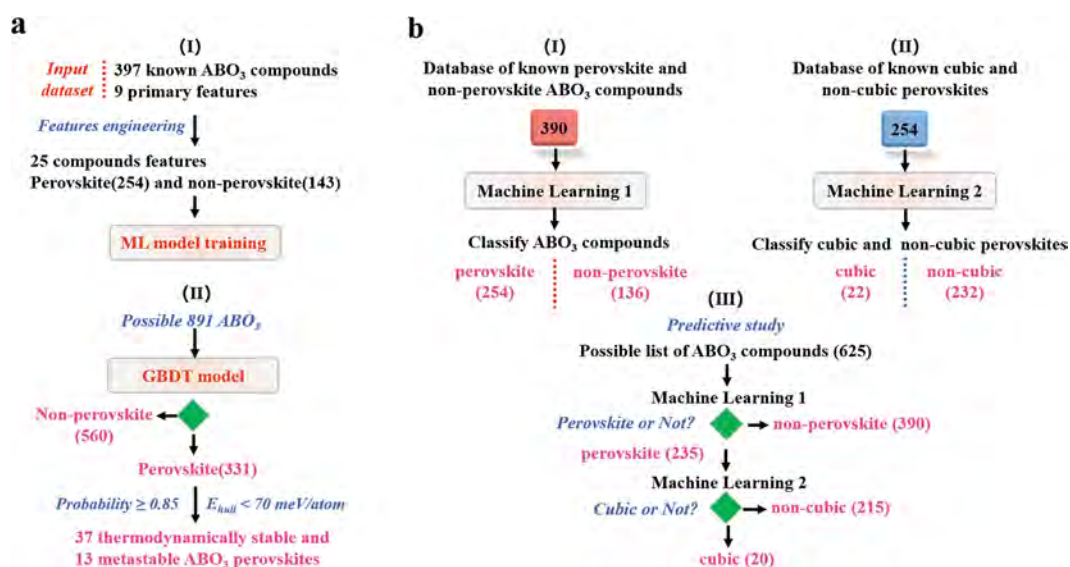 a
(I)
Input dataset
397 known ABO₃ compounds
9 primary features
Features engineering
25 compounds features
Perovskite(254) and non-perovskite(143)
ML model training
(II)
Possible 891 ABO₃
GBDT model
Non-perovskite
(560)
Perovskite(331)
Probability ≥ 0.85
E_hull < 70 meV/atom
37 thermodynamically stable and
13 metastable ABO₃ perovskites
b
(I)
Database of known perovskite and
non-perovskite ABO₃ compounds
390
Machine Learning 1
Classify ABO₃ compounds
perovskite
(254)
non-perovskite
(136)
(II)
Database of known cubic and
non-cubic perovskites
254
Machine Learning 2
Classify cubic and non-cubic perovskites
cubic
(22)
non-cubic
(232)
(III)
Predictive study
Possible list of ABO₃ compounds (625)
Machine Learning 1
Perovskite or Not?
non-perovskite (390)
perovskite (235)
Machine Learning 2
Cubic or Not?
non-cubic (215)
cubic (20)